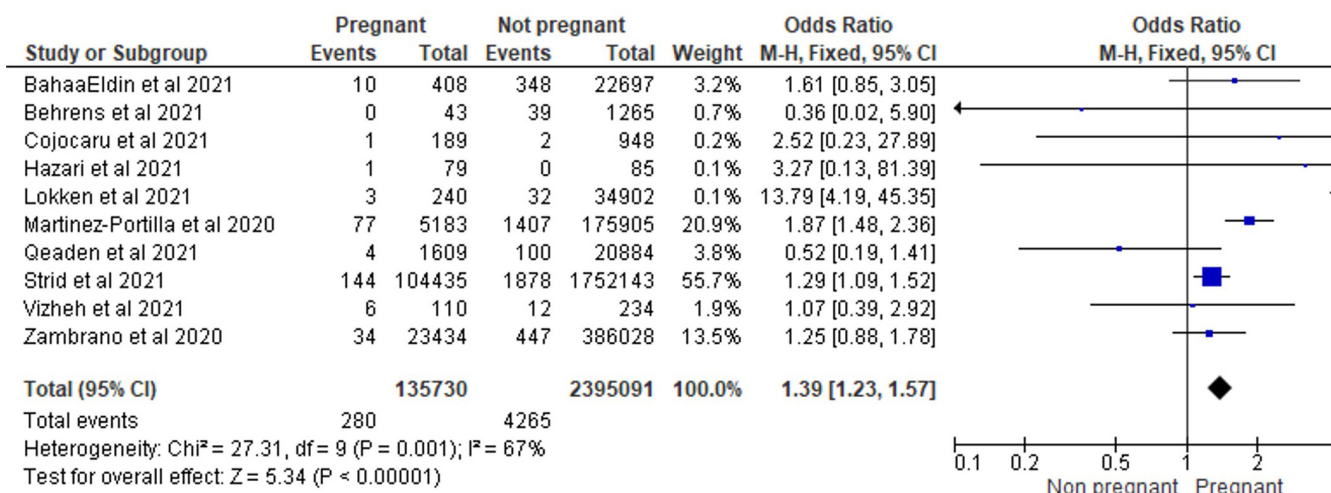 Pregnant Not pregnant Odds Ratio Odds Ratio
Study or Subgroup Events Total Events Total Weight M-H, Fixed, 95% CI M-H, Fixed, 95% CI
BahaaEldin et al 2021 10 408 348 22697 3.2% 1.61 [0.85, 3.05]
Behrens et al 2021 0 43 39 1265 0.7% 0.36 [0.02, 5.90]
Cojocaru et al 2021 1 189 2 948 0.2% 2.52 [0.23, 27.89]
Hazari et al 2021 1 79 0 85 0.1% 3.27 [0.13, 81.39]
Lokken et al 2021 3 240 32 34902 0.1% 13.79 [4.19, 45.35]
Martinez-Portilla et al 2020 77 5183 1407 175905 20.9% 1.87 [1.48, 2.36]
Qeaden et al 2021 4 1609 100 20884 3.8% 0.52 [0.19, 1.41]
Strid et al 2021 144 104435 1878 1752143 55.7% 1.29 [1.09, 1.52]
Vizheh et al 2021 6 110 12 234 1.9% 1.07 [0.39, 2.92]
Zambrano et al 2020 34 23434 447 386028 13.5% 1.25 [0.88, 1.78]
Total (95% CI) 135730 2395091 100.0% 1.39 [1.23, 1.57]
Total events 280 4265
Heterogeneity: Chi² = 27.31, df = 9 (P = 0.001); I² = 67%
Test for overall effect: Z = 5.34 (P < 0.00001)
0.1 0.2 0.5 1 2
Non pregnant Pregnant